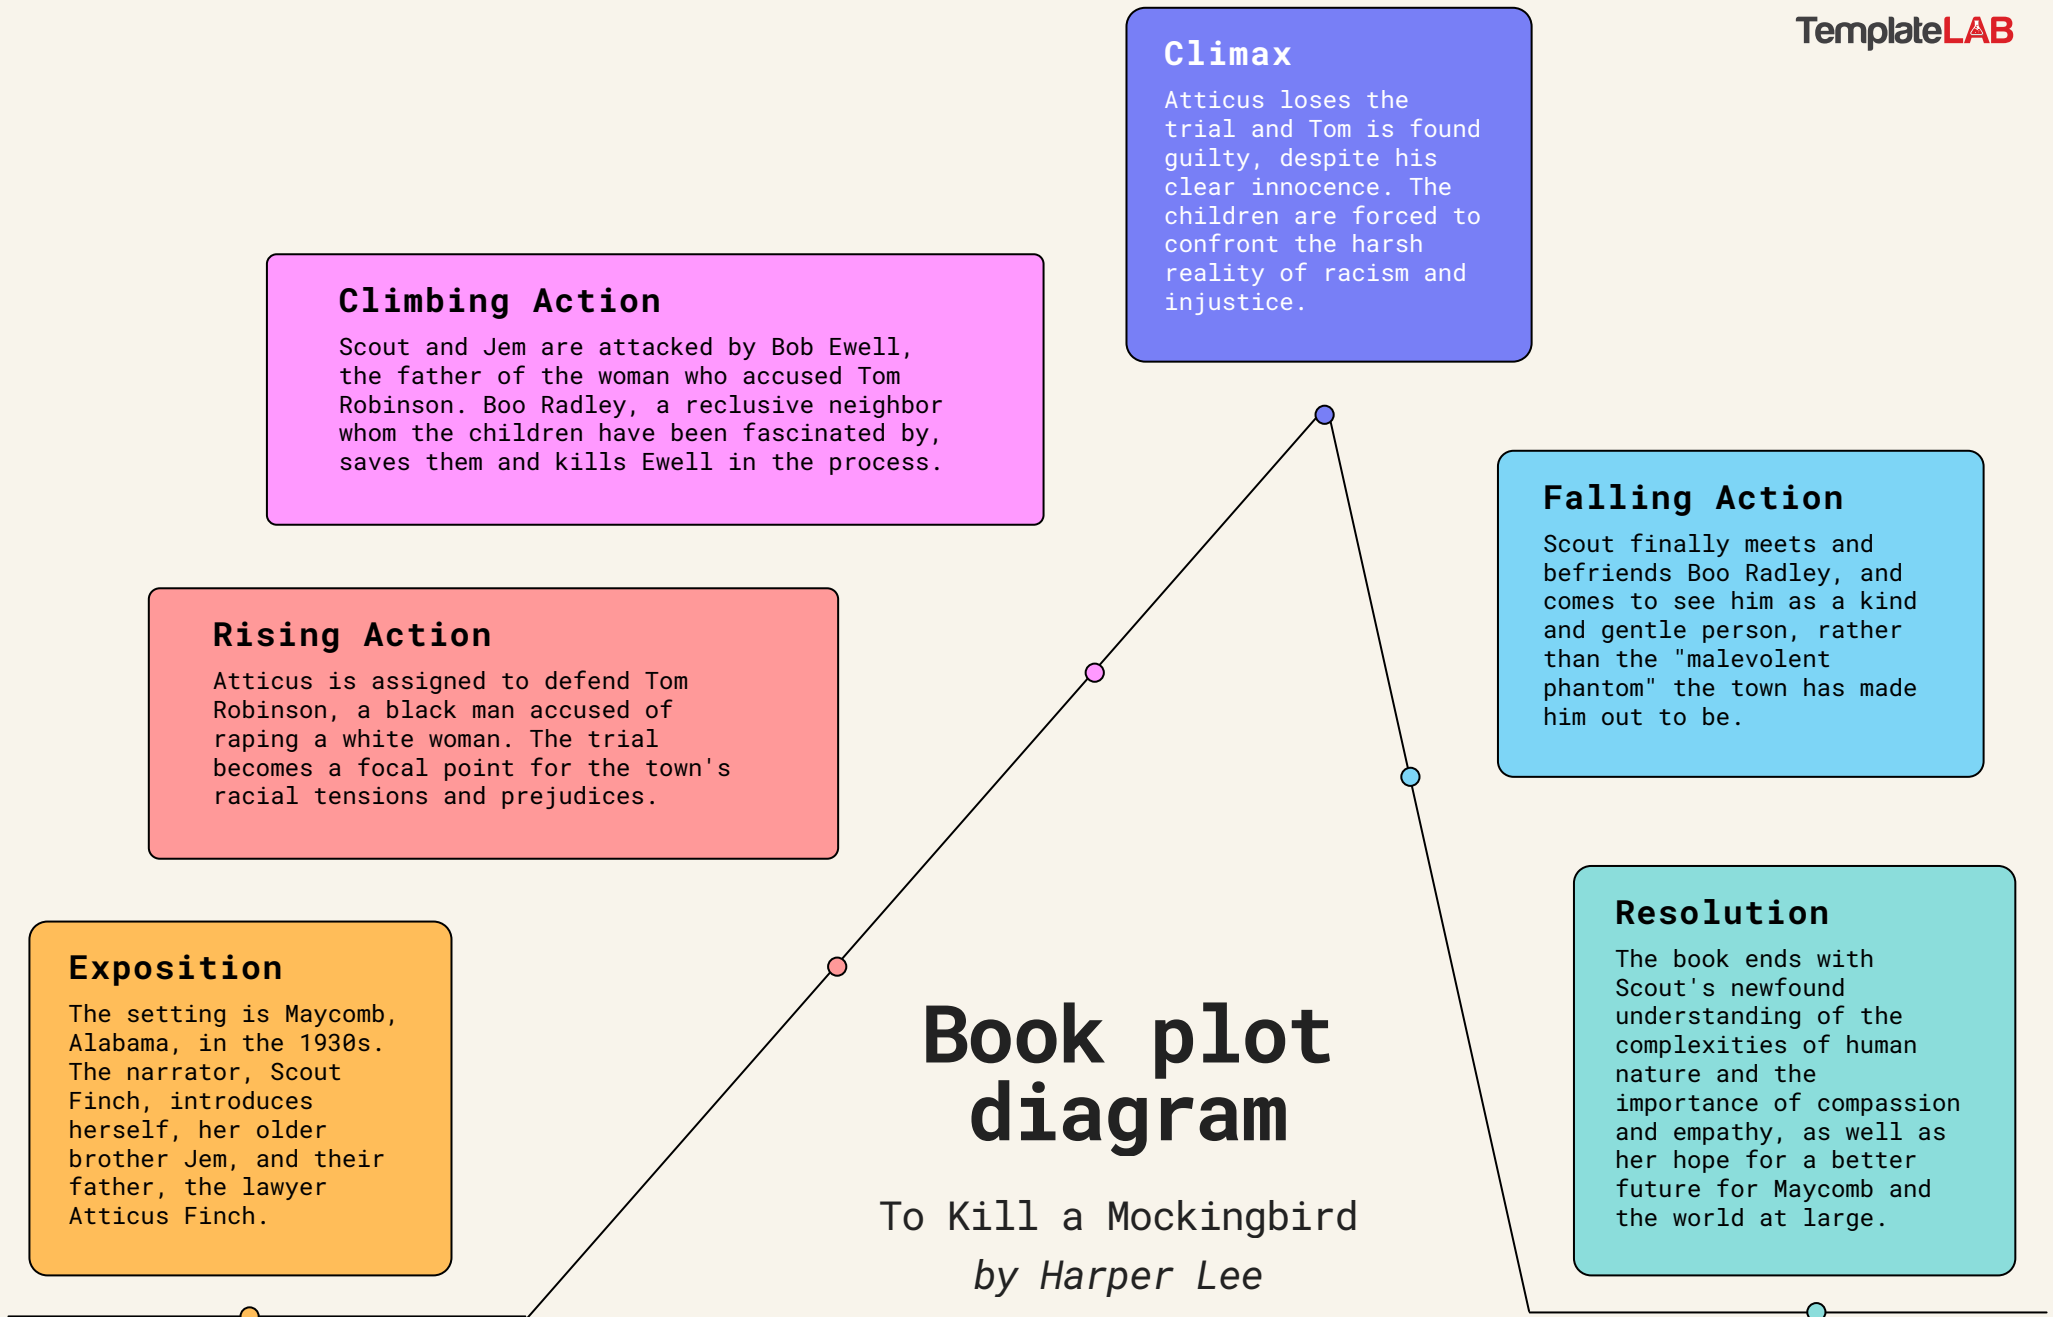 TemplateLAB
Climax
Atticus loses the
trial and Tom is found
guilty, despite his
clear innocence. The
children are forced to
confront the harsh
reality of racism and
injustice.
Climbing Action
Scout and Jem are attacked by Bob Ewell,
the father of the woman who accused Tom
Robinson. Boo Radley, a reclusive neighbor
whom the children have been fascinated by,
saves them and kills Ewell in the process.
Falling Action
Scout finally meets and
befriends Boo Radley, and
comes to see him as a kind
and gentle person, rather
than the "malevolent
phantom" the town has made
him out to be.
Rising Action
Atticus is assigned to defend Tom
Robinson, a black man accused of
raping a white woman. The trial
becomes a focal point for the town's
racial tensions and prejudices.
Resolution
The book ends with
Scout's newfound
understanding of the
complexities of human
nature and the
importance of compassion
and empathy, as well as
her hope for a better
future for Maycomb and
the world at large.
Exposition
The setting is Maycomb,
Alabama, in the 1930s.
The narrator, Scout
Finch, introduces
herself, her older
brother Jem, and their
father, the lawyer
Atticus Finch.
Book plot
diagram
To Kill a Mockingbird
by Harper Lee